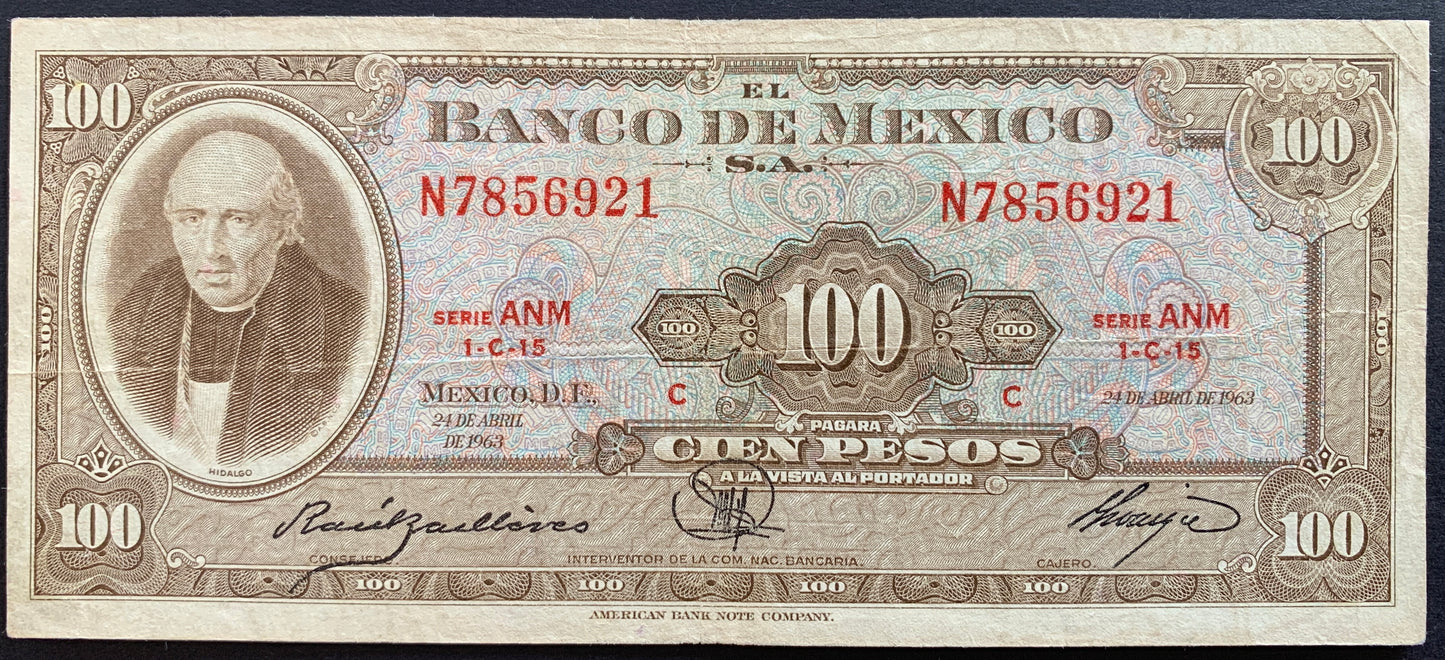 100
EL
BANCO DE MEXICO
S.A.
100
N7856921
N7856921
SERIE ANM
1-C-15
100
100
100
SERIE ANM
1-C-15
100
100
MEXICO, D.F.,
24 DE ABRIL
DE 1963
C
C
24 DE ABRIL DE 1963
PAGARA
CIEN PESOS
A LA VISTA AL PORTADOR
HIDALGO
100
100
CONSEJERO.
INTERVENTOR DE LA COM. NAC. BANCARIA.
CAJERO.
100
100
100
100
AMERICAN BANK NOTE COMPANY.